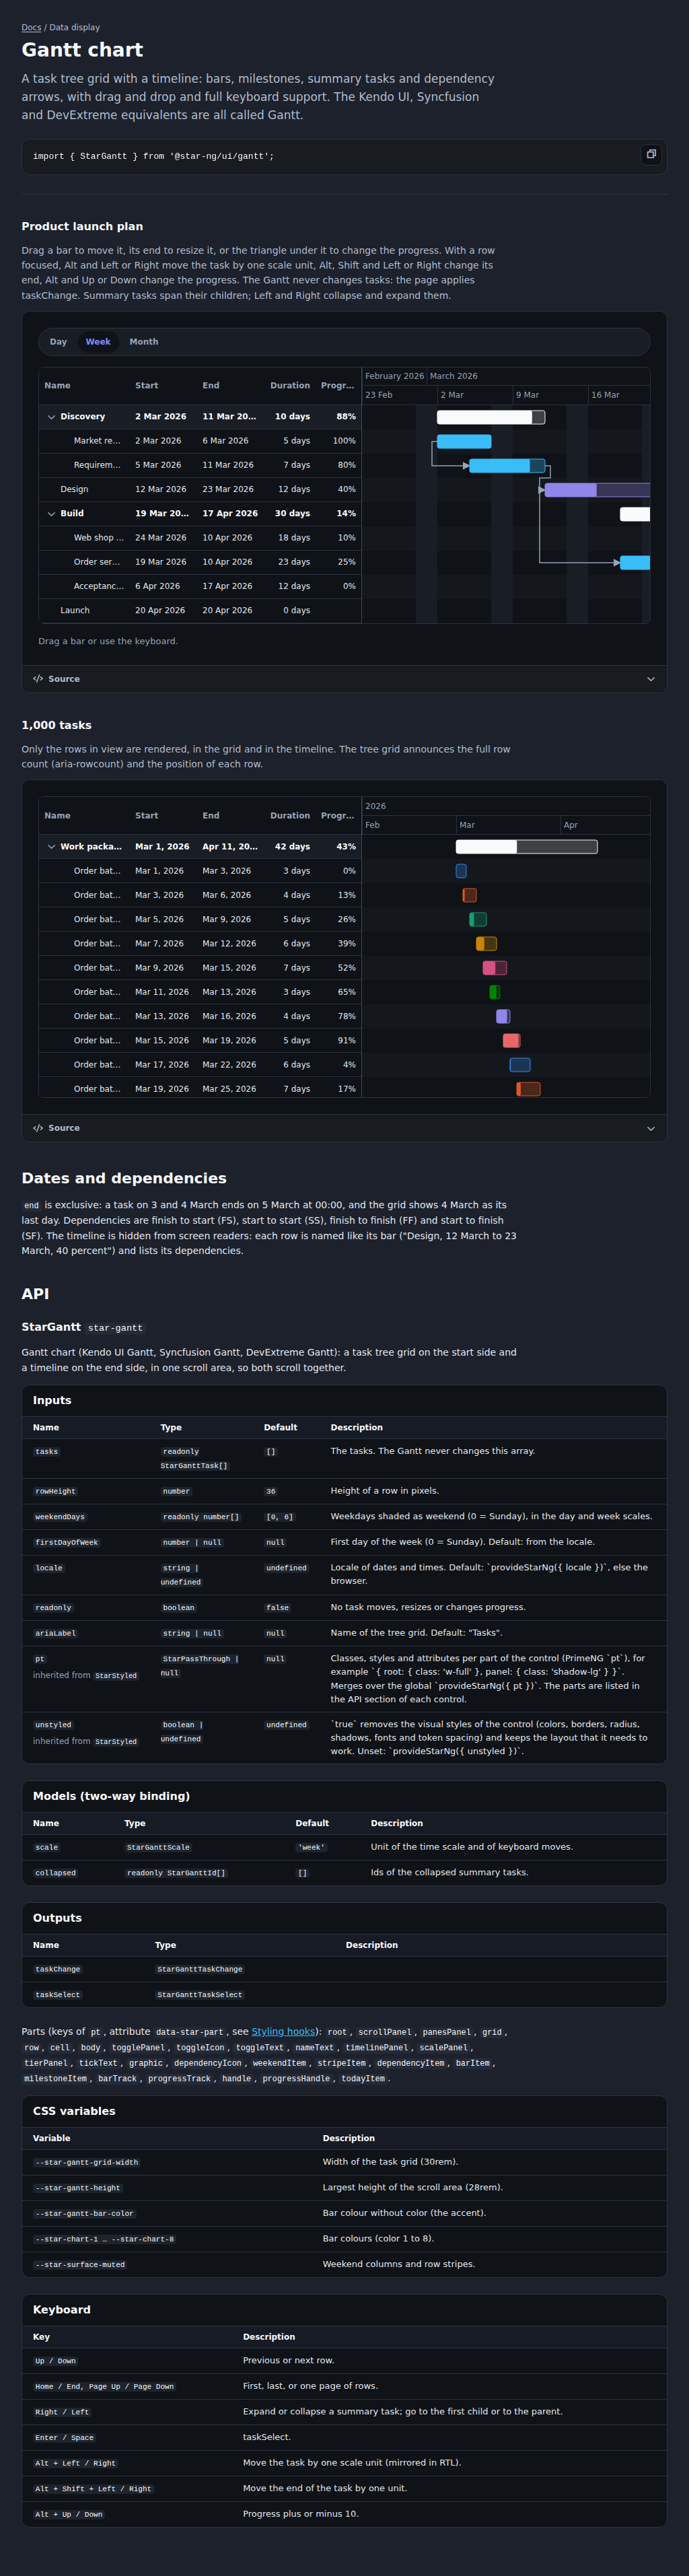 Docs / Data display
Gantt chart
A task tree grid with a timeline: bars, milestones, summary tasks and dependency
arrows, with drag and drop and full keyboard support. The Kendo UI, Syncfusion
and DevExtreme equivalents are all called Gantt.
import { StarGantt } from '@star-ng/ui/gantt';
Product launch plan
Drag a bar to move it, its end to resize it, or the triangle under it to change the progress. With a row
focused, Alt and Left or Right move the task by one scale unit, Alt, Shift and Left or Right change its
end, Alt and Up or Down change the progress. The Gantt never changes tasks: the page applies
taskChange. Summary tasks span their children; Left and Right collapse and expand them.
Day Week Month
Name Start End Duration Progr… February 2026 March 2026
23 Feb 2 Mar 9 Mar 16 Mar
Discovery 2 Mar 2026 11 Mar 20… 10 days 88%
Market re… 2 Mar 2026 6 Mar 2026 5 days 100%
Requirem… 5 Mar 2026 11 Mar 2026 7 days 80%
Design 12 Mar 2026 23 Mar 2026 12 days 40%
Build 19 Mar 20… 17 Apr 2026 30 days 14%
Web shop … 24 Mar 2026 10 Apr 2026 18 days 10%
Order ser… 19 Mar 2026 10 Apr 2026 23 days 25%
Acceptanc… 6 Apr 2026 17 Apr 2026 12 days 0%
Launch 20 Apr 2026 20 Apr 2026 0 days
Drag a bar or use the keyboard.
Source
1,000 tasks
Only the rows in view are rendered, in the grid and in the timeline. The tree grid announces the full row
count (aria-rowcount) and the position of each row.
Name Start End Duration Progr… 2026
Feb Mar Apr
Work packa… Mar 1, 2026 Apr 11, 20… 42 days 43%
Order bat… Mar 1, 2026 Mar 3, 2026 3 days 0%
Order bat… Mar 3, 2026 Mar 6, 2026 4 days 13%
Order bat… Mar 5, 2026 Mar 9, 2026 5 days 26%
Order bat… Mar 7, 2026 Mar 12, 2026 6 days 39%
Order bat… Mar 9, 2026 Mar 15, 2026 7 days 52%
Order bat… Mar 11, 2026 Mar 13, 2026 3 days 65%
Order bat… Mar 13, 2026 Mar 16, 2026 4 days 78%
Order bat… Mar 15, 2026 Mar 19, 2026 5 days 91%
Order bat… Mar 17, 2026 Mar 22, 2026 6 days 4%
Order bat… Mar 19, 2026 Mar 25, 2026 7 days 17%
Source
Dates and dependencies
end is exclusive: a task on 3 and 4 March ends on 5 March at 00:00, and the grid shows 4 March as its
last day. Dependencies are finish to start (FS), start to start (SS), finish to finish (FF) and start to finish
(SF). The timeline is hidden from screen readers: each row is named like its bar ("Design, 12 March to 23
March, 40 percent") and lists its dependencies.
API
StarGantt star-gantt
Gantt chart (Kendo UI Gantt, Syncfusion Gantt, DevExtreme Gantt): a task tree grid on the start side and
a timeline on the end side, in one scroll area, so both scroll together.
Inputs
Name Type Default Description
tasks readonly StarGanttTask[] [] The tasks. The Gantt never changes this array.
rowHeight number 36 Height of a row in pixels.
weekendDays readonly number[] [0, 6] Weekdays shaded as weekend (0 = Sunday), in the day and week scales.
firstDayOfWeek number | null null First day of the week (0 = Sunday). Default: from the locale.
locale string | undefined undefined Locale of dates and times. Default: `provideStarNg({ locale })`, else the
browser.
readonly boolean false No task moves, resizes or changes progress.
ariaLabel string | null null Name of the tree grid. Default: "Tasks".
pt StarPassThrough | null null Classes, styles and attributes per part of the control (PrimeNG `pt`), for
inherited from StarStyled example `{ root: { class: 'w-full' }, panel: { class: 'shadow-lg' } }`.
Merges over the global `provideStarNg({ pt })`. The parts are listed in
the API section of each control.
unstyled boolean | undefined undefined `true` removes the visual styles of the control (colors, borders, radius,
inherited from StarStyled shadows, fonts and token spacing) and keeps the layout that it needs to
work. Unset: `provideStarNg({ unstyled })`.
Models (two-way binding)
Name Type Default Description
scale StarGanttScale 'week' Unit of the time scale and of keyboard moves.
collapsed readonly StarGanttId[] [] Ids of the collapsed summary tasks.
Outputs
Name Type Description
taskChange StarGanttTaskChange
taskSelect StarGanttTaskSelect
Parts (keys of pt, attribute data-star-part, see Styling hooks): root, scrollPanel, panesPanel, grid,
row, cell, body, togglePanel, toggleIcon, toggleText, nameText, timelinePanel, scalePanel,
tierPanel, tickText, graphic, dependencyIcon, weekendItem, stripeItem, dependencyItem, barItem,
milestoneItem, barTrack, progressTrack, handle, progressHandle, todayItem.
CSS variables
Variable Description
--star-gantt-grid-width Width of the task grid (30rem).
--star-gantt-height Largest height of the scroll area (28rem).
--star-gantt-bar-color Bar colour without color (the accent).
--star-chart-1 … --star-chart-8 Bar colours (color 1 to 8).
--star-surface-muted Weekend columns and row stripes.
Keyboard
Key Description
Up / Down Previous or next row.
Home / End, Page Up / Page Down First, last, or one page of rows.
Right / Left Expand or collapse a summary task; go to the first child or to the parent.
Enter / Space taskSelect.
Alt + Left / Right Move the task by one scale unit (mirrored in RTL).
Alt + Shift + Left / Right Move the end of the task by one unit.
Alt + Up / Down Progress plus or minus 10.